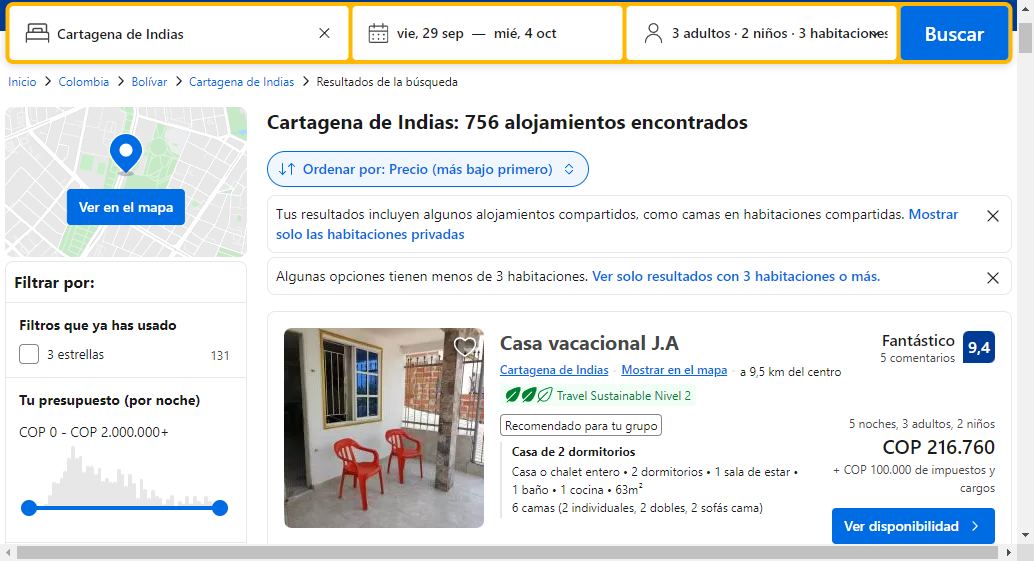 Cartagena de Indias
vie, 29 sep — mié, 4 oct
3 adultos · 2 niños · 3 habitaciones
Buscar
Inicio > Colombia > Bolívar > Cartagena de Indias > Resultados de la búsqueda
Ver en el mapa
Filtrar por:
Filtros que ya has usado
3 estrellas 131
Tu presupuesto (por noche)
COP 0 - COP 2.000.000+
Cartagena de Indias: 756 alojamientos encontrados
Ordenar por: Precio (más bajo primero)
Tus resultados incluyen algunos alojamientos compartidos, como camas en habitaciones compartidas. Mostrar
solo las habitaciones privadas
Algunas opciones tienen menos de 3 habitaciones. Ver solo resultados con 3 habitaciones o más.
Casa vacacional J.A
Cartagena de Indias · Mostrar en el mapa · a 9,5 km del centro
Travel Sustainable Nivel 2
Recomendado para tu grupo
Casa de 2 dormitorios
Casa o chalet entero • 2 dormitorios • 1 sala de estar •
1 baño • 1 cocina • 63m²
6 camas (2 individuales, 2 dobles, 2 sofás cama)
Fantástico
5 comentarios
9,4
5 noches, 3 adultos, 2 niños
COP 216.760
+ COP 100.000 de impuestos y
cargos
Ver disponibilidad